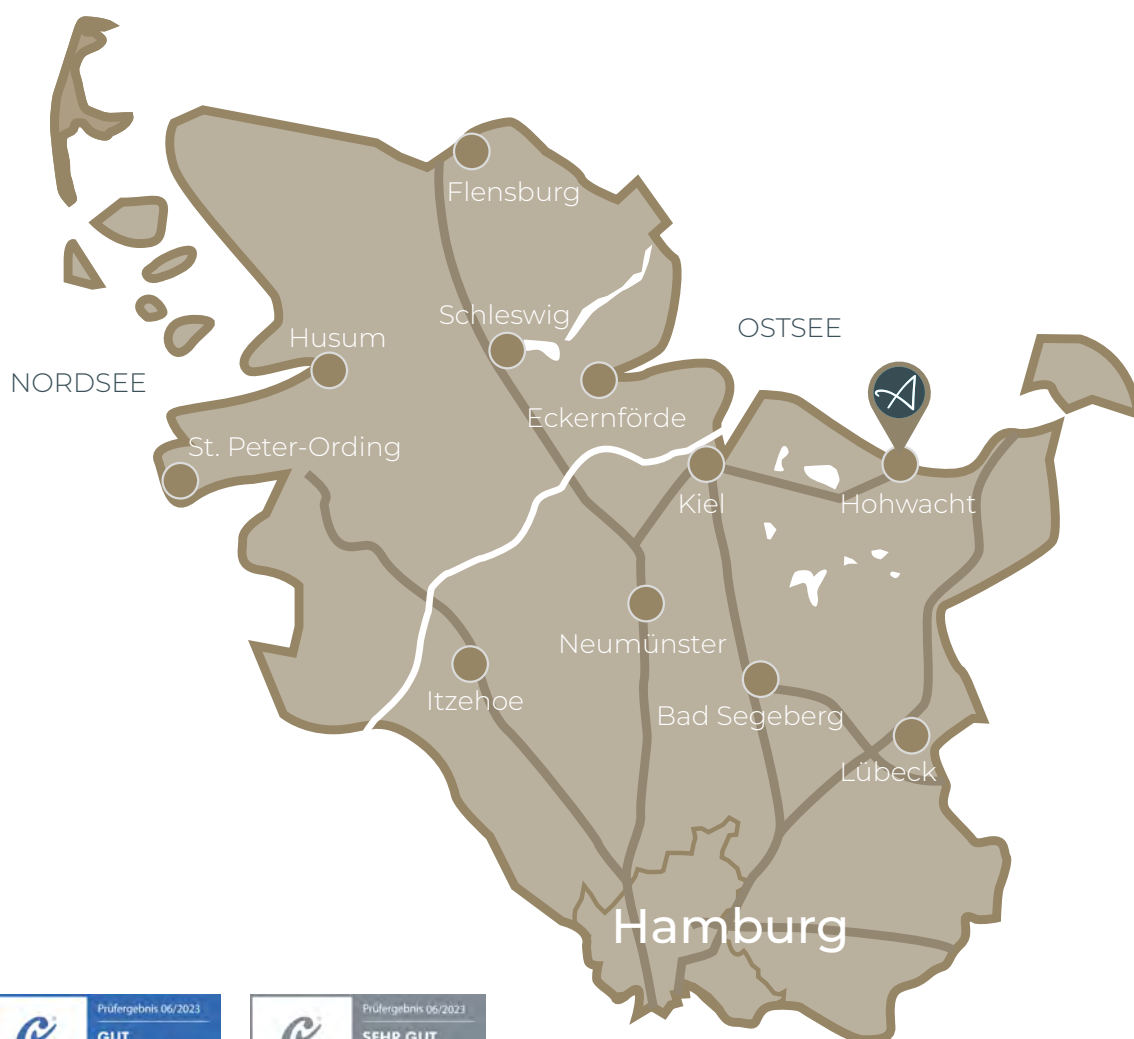 Flensburg
Schleswig
OSTSEE
Husum
NORDSEE
Eckernförde
St. Peter-Ording
Kiel
Hohwacht
Neumünster
Itzehoe
Bad Segeberg
Lübeck
Hamburg
Prüfergebnis 06/2023
GUT
Prüfergebnis 06/2023
SEHR GUT